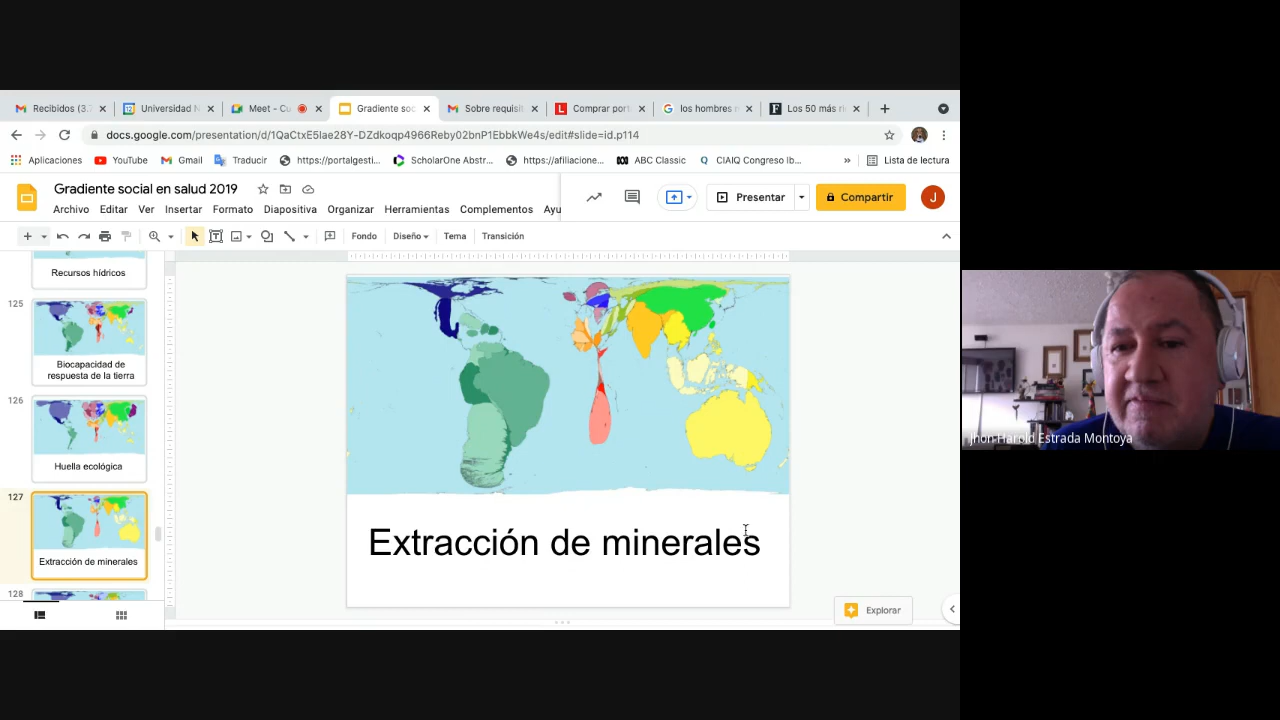 Recibidos (3.
Universidad N
Meet - Cu
Gradiente soc
Sobre requisit
Comprar port
los hombres
Los 50 más ri
docs.google.com/presentation/d/1QaCtxE5Iae28Y-DZdkoqp4966Reby02bnP1EbbkWe4s/edit#slide=id.p114
Aplicaciones
YouTube
Gmail
Traducir
https://portalgesti...
ScholarOne Abstr...
https://afiliacione...
ABC Classic
CIAIQ Congreso Ib...
»
Lista de lectura
Gradiente social en salud 2019
Presentar
Compartir
J
Archivo Editar Ver Insertar Formato Diapositiva Organizar Herramientas Complementos Ayu
Fondo Diseño Tema Transición
Recursos hídricos
125
Biocapacidad de
respuesta de la tierra
126
Huella ecológica
127
Extracción de minerales
128
Extracción de minerales
Explorar
Jhon Harold Estrada Montoya